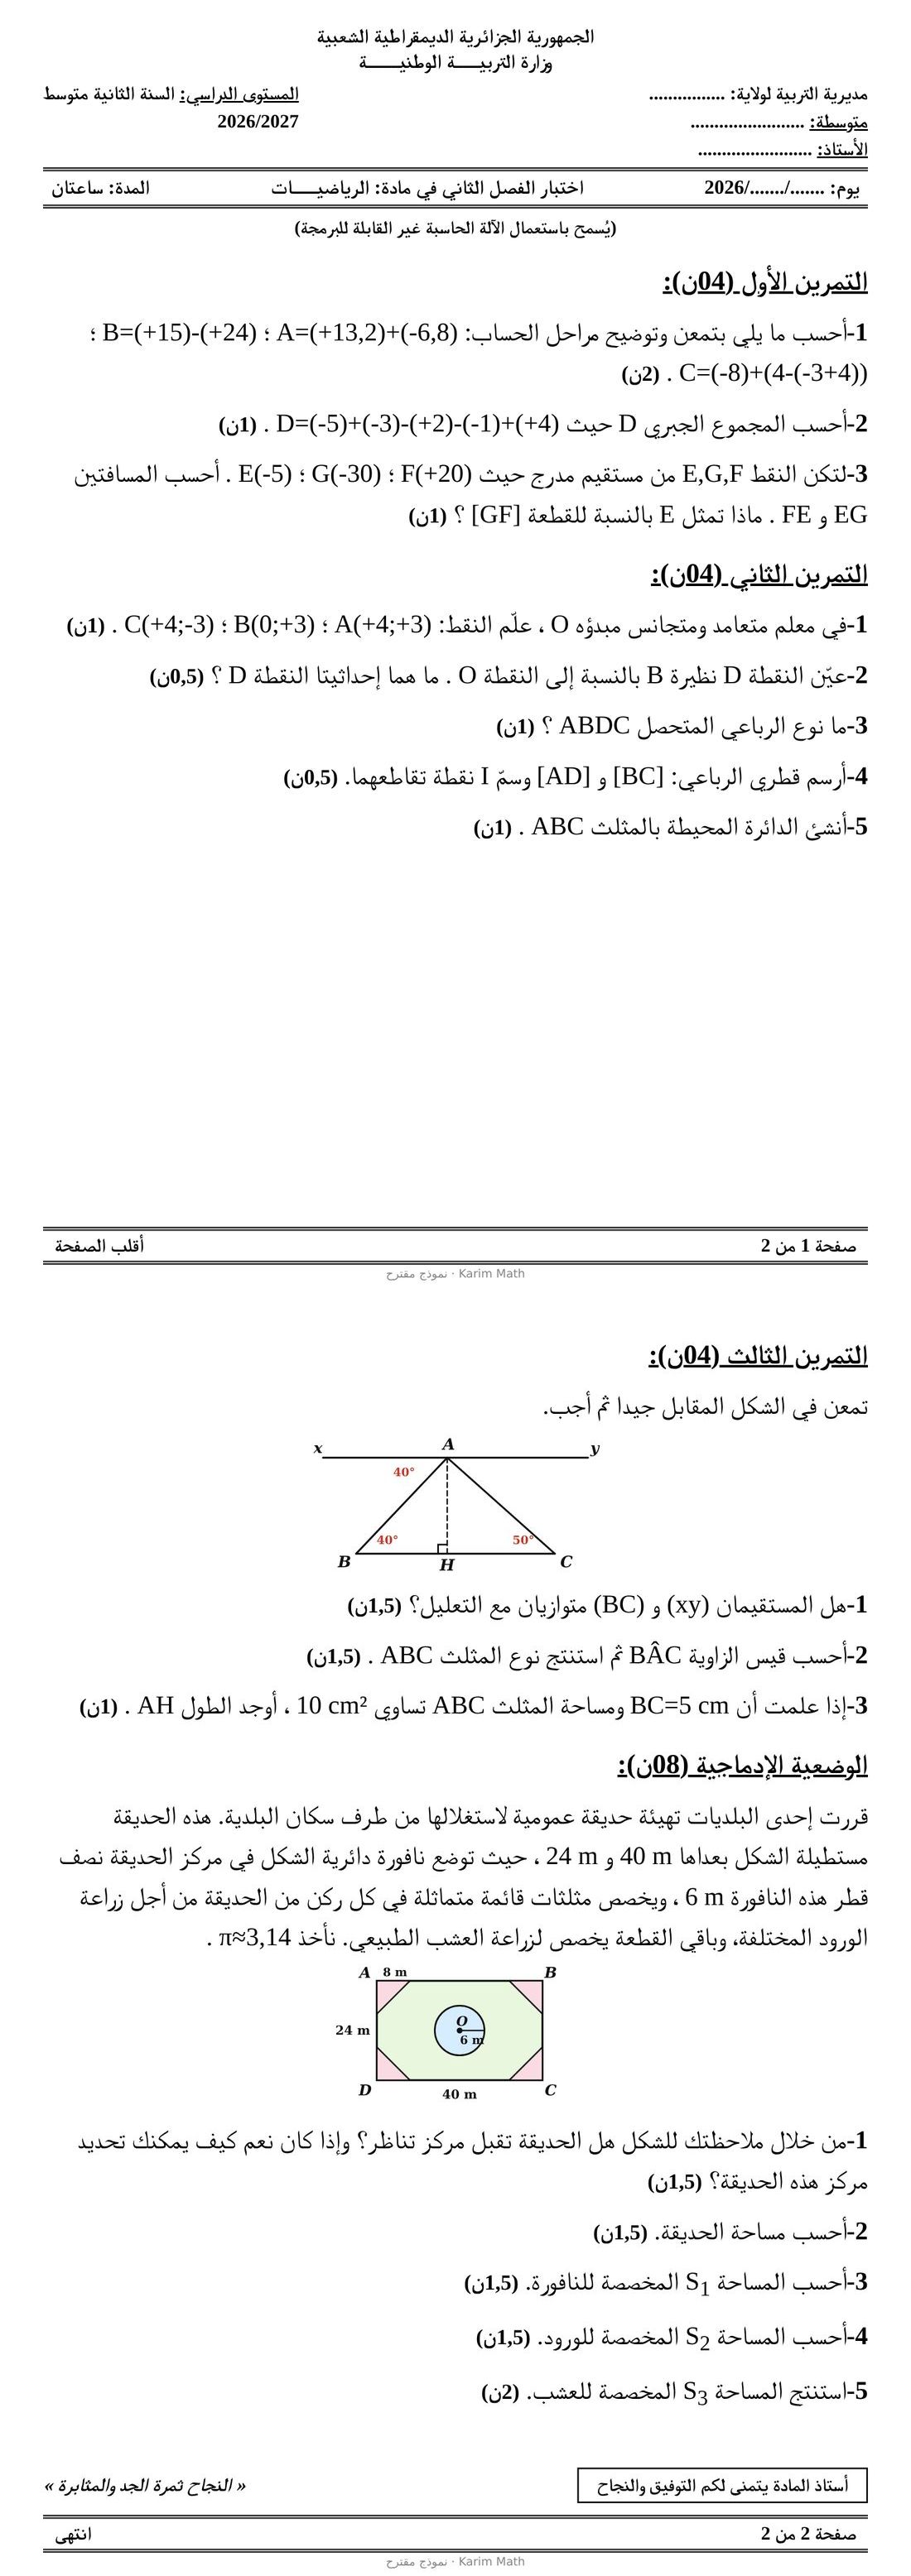 الجمهورية الجزائرية الديمقراطية الشعبية
وزارة التربيــــة الوطنيــــــة
مديرية التربية لولاية: ................
المستوى الدراسي: السنة الثانية متوسط
متوسطة: ........................
2026/2027
الأستاذ: ........................
يوم: ......./......./2026
اختبار الفصل الثاني في مادة: الرياضيــــات
المدة: ساعتان
(يُسمح باستعمال الآلة الحاسبة غير القابلة للبرمجة)
التمرين الأول (04ن):
1-أحسب ما يلي بتمعن وتوضيح مراحل الحساب: A=(+13,2)+(-6,8) ؛ B=(+15)-(+24) ؛
C=(-8)+(4-(-3+4)) . (2ن)
2-أحسب المجموع الجبري D حيث D=(-5)+(-3)-(+2)-(-1)+(+4) . (1ن)
3-لتكن النقط E,G,F من مستقيم مدرج حيث E(-5) ؛ G(-30) ؛ F(+20) . أحسب المسافتين
EG و FE . ماذا تمثل E بالنسبة للقطعة [GF] ؟ (1ن)
التمرين الثاني (04ن):
1-في معلم متعامد ومتجانس مبدؤه O ، علّم النقط: A(+4;+3) ؛ B(0;+3) ؛ C(+4;-3) . (1ن)
2-عيّن النقطة D نظيرة B بالنسبة إلى النقطة O . ما هما إحداثيتا النقطة D ؟ (0,5ن)
3-ما نوع الرباعي المتحصل ABDC ؟ (1ن)
4-أرسم قطري الرباعي: [BC] و [AD] وسمّ I نقطة تقاطعهما. (0,5ن)
5-أنشئ الدائرة المحيطة بالمثلث ABC . (1ن)
صفحة 1 من 2
أقلب الصفحة
Karim Math · نموذج مقترح
التمرين الثالث (04ن):
تمعن في الشكل المقابل جيدا ثم أجب.
x A y
40°
40° 50°
B H C
1-هل المستقيمان (xy) و (BC) متوازيان مع التعليل؟ (1,5ن)
2-أحسب قيس الزاوية BÂC ثم استنتج نوع المثلث ABC . (1,5ن)
3-إذا علمت أن BC=5 cm ومساحة المثلث ABC تساوي 10 cm² ، أوجد الطول AH . (1ن)
الوضعية الإدماجية (08ن):
قررت إحدى البلديات تهيئة حديقة عمومية لاستغلالها من طرف سكان البلدية. هذه الحديقة
مستطيلة الشكل بعداها 40 m و 24 m ، حيث توضع نافورة دائرية الشكل في مركز الحديقة نصف
قطر هذه النافورة 6 m ، ويخصص مثلثات قائمة متماثلة في كل ركن من الحديقة من أجل زراعة
الورود المختلفة، وباقي القطعة يخصص لزراعة العشب الطبيعي. نأخذ π≈3,14 .
A 8 m B
O
24 m 6 m
D 40 m C
1-من خلال ملاحظتك للشكل هل الحديقة تقبل مركز تناظر؟ وإذا كان نعم كيف يمكنك تحديد
مركز هذه الحديقة؟ (1,5ن)
2-أحسب مساحة الحديقة. (1,5ن)
3-أحسب المساحة S₁ المخصصة للنافورة. (1,5ن)
4-أحسب المساحة S₂ المخصصة للورود. (1,5ن)
5-استنتج المساحة S₃ المخصصة للعشب. (2ن)
أستاذ المادة يتمنى لكم التوفيق والنجاح
« النجاح ثمرة الجد والمثابرة »
صفحة 2 من 2
انتهى
Karim Math · نموذج مقترح